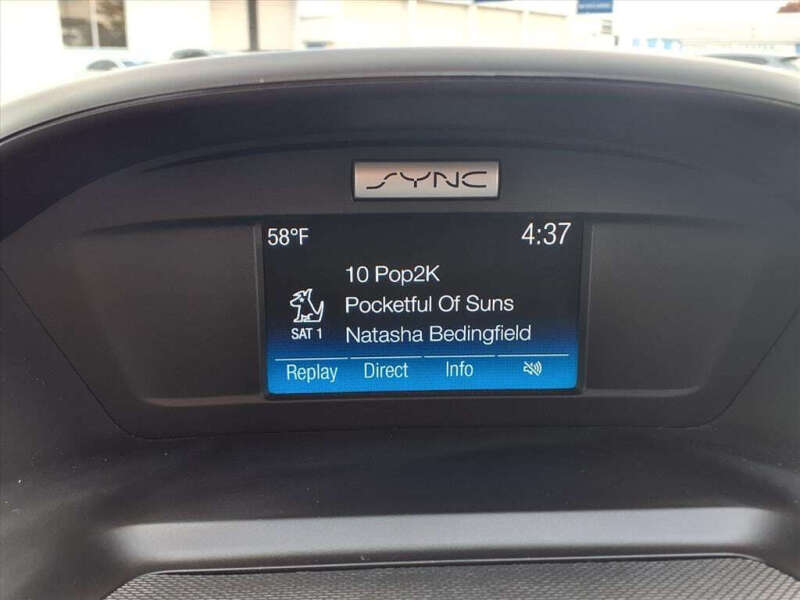 SYNC
58°F 4:37
10 Pop2K
Pocketful Of Suns
SAT 1 Natasha Bedingfield
Replay Direct Info